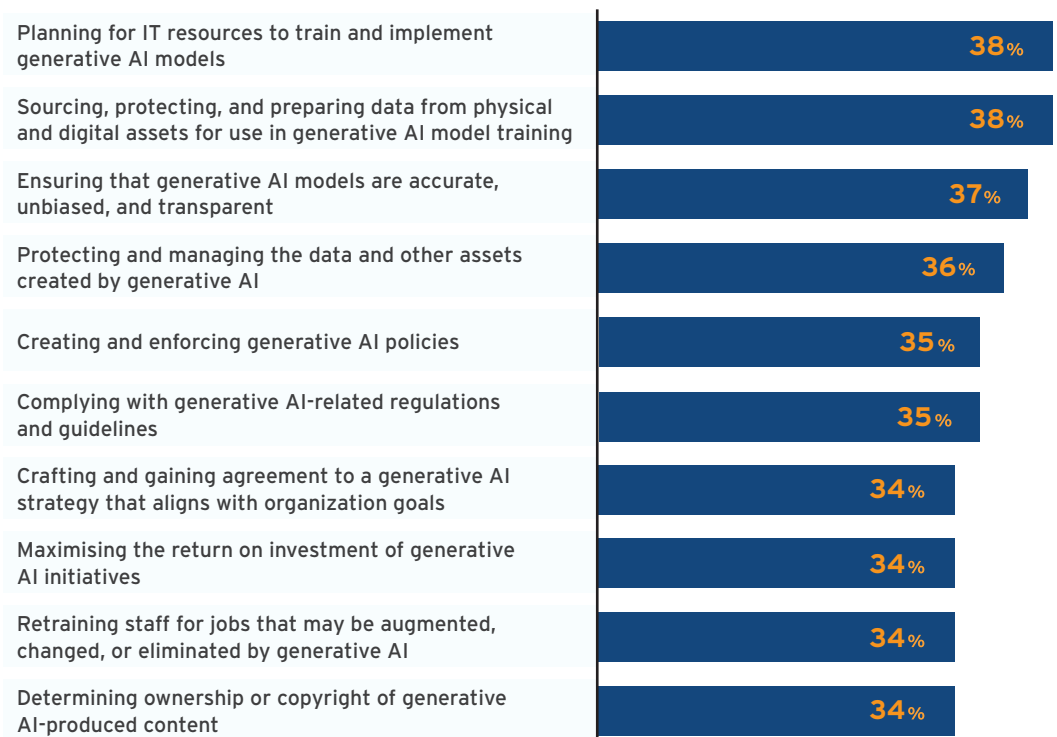 Planning for IT resources to train and implement
generative AI models
38%
Sourcing, protecting, and preparing data from physical
and digital assets for use in generative AI model training
38%
Ensuring that generative AI models are accurate,
unbiased, and transparent
37%
Protecting and managing the data and other assets
created by generative AI
36%
Creating and enforcing generative AI policies
35%
Complying with generative AI-related regulations
and guidelines
35%
Crafting and gaining agreement to a generative AI
strategy that aligns with organization goals
34%
Maximising the return on investment of generative
AI initiatives
34%
Retraining staff for jobs that may be augmented,
changed, or eliminated by generative AI
34%
Determining ownership or copyright of generative
AI-produced content
34%